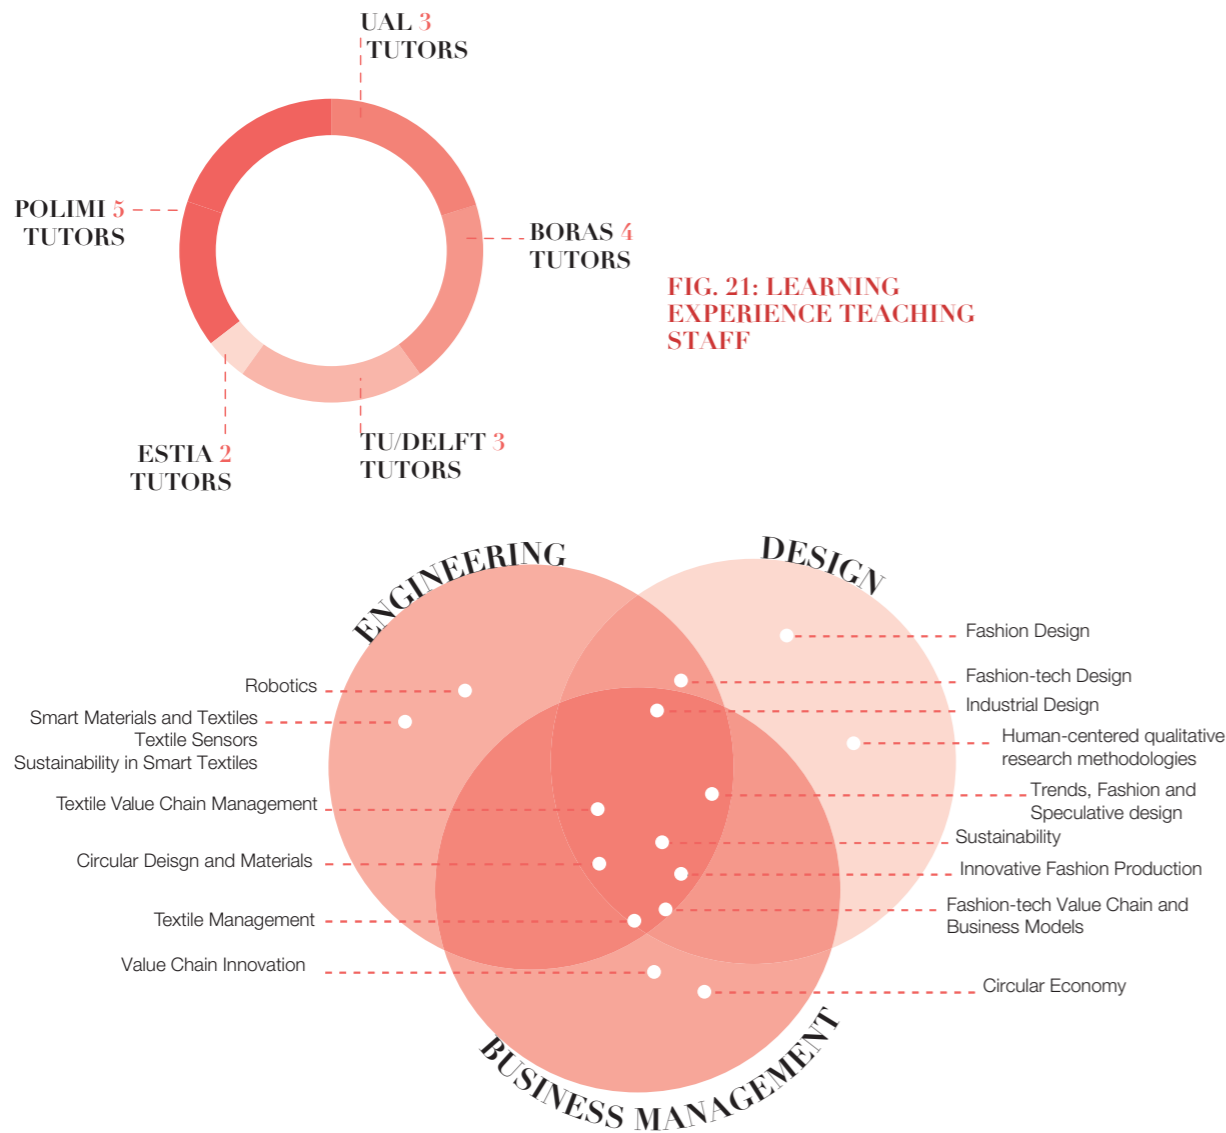 UAL 3
TUTORS
POLIMI 5
TUTORS
BORAS 4
TUTORS
FIG. 21: LEARNING
EXPERIENCE TEACHING
STAFF
ESTIA 2
TUTORS
TU/DELFT 3
TUTORS
ENGINEERING
DESIGN
Fashion Design
Fashion-tech Design
Robotics
Industrial Design
Smart Materials and Textiles
Textile Sensors
Sustainability in Smart Textiles
Human-centered qualitative
research methodologies
Textile Value Chain Management
Trends, Fashion and
Speculative design
Sustainability
Circular Deisgn and Materials
Innovative Fashion Production
Textile Management
Fashion-tech Value Chain and
Business Models
Value Chain Innovation
Circular Economy
BUSINESS MANAGEMENT